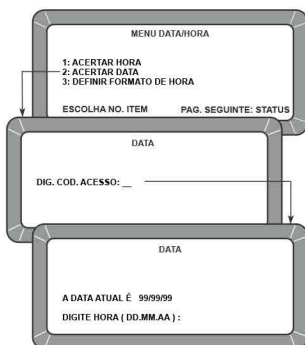 MENU DATA/HORA
1: ACERTAR HORA
2: ACERTAR DATA
3: DEFINIR FORMATO DE HORA
ESCOLHA NO. ITEM PAG. SEGUINTE: STATUS
DATA
DIG. COD. ACESSO: __
DATA
A DATA ATUAL É 99/99/99
DIGITE HORA ( DD.MM.AA ) :